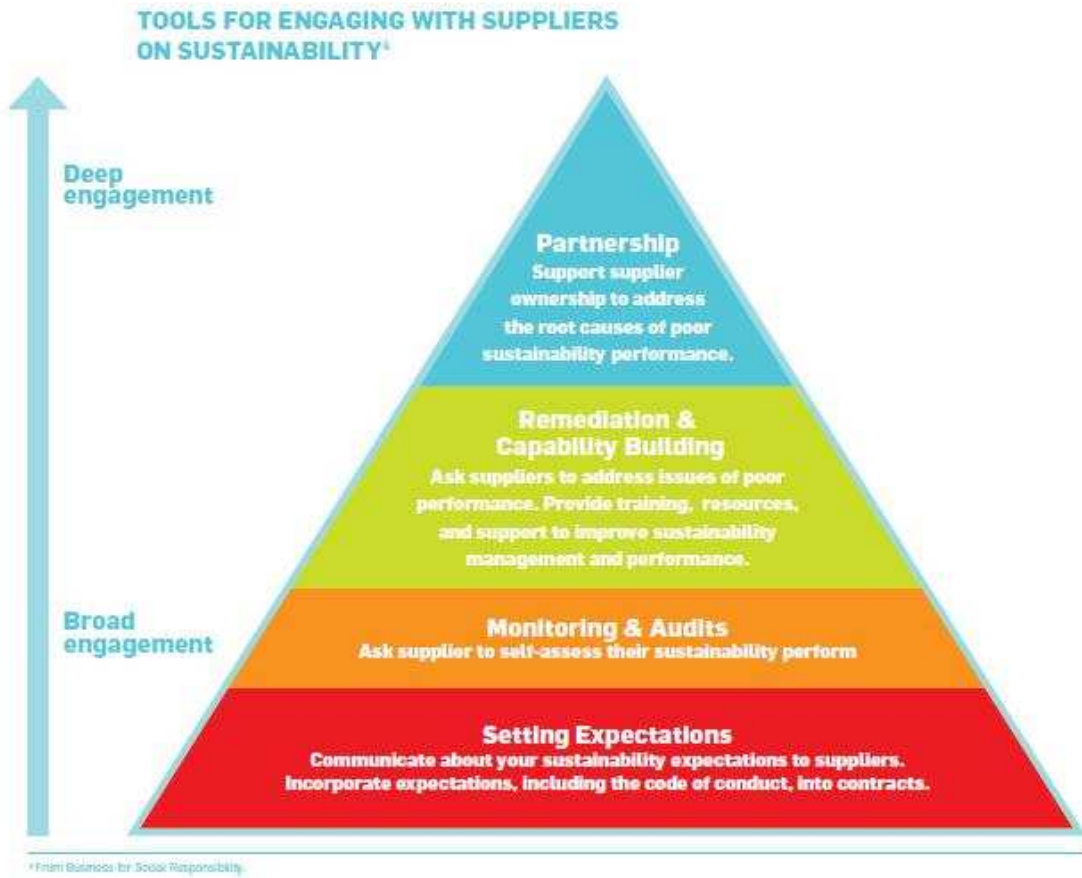 TOOLS FOR ENGAGING WITH SUPPLIERS
ON SUSTAINABILITY⁴
Deep
engagement
Partnership
Support supplier
ownership to address
the root causes of poor
sustainability performance.
Remediation &
Capability Building
Ask suppliers to address issues of poor
performance. Provide training, resources,
and support to improve sustainability
management and performance.
Broad
engagement
Monitoring & Audits
Ask supplier to self-assess their sustainability perform
Setting Expectations
Communicate about your sustainability expectations to suppliers.
Incorporate expectations, including the code of conduct, into contracts.
⁴ From Business for Social Responsibility.